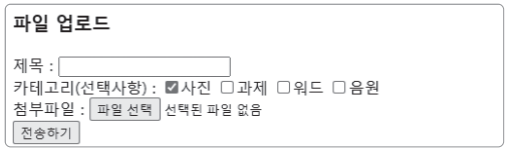 파일 업로드
제목 :
카테고리(선택사항) : 사진 과제 워드 음원
첨부파일 : 파일 선택 선택된 파일 없음
전송하기